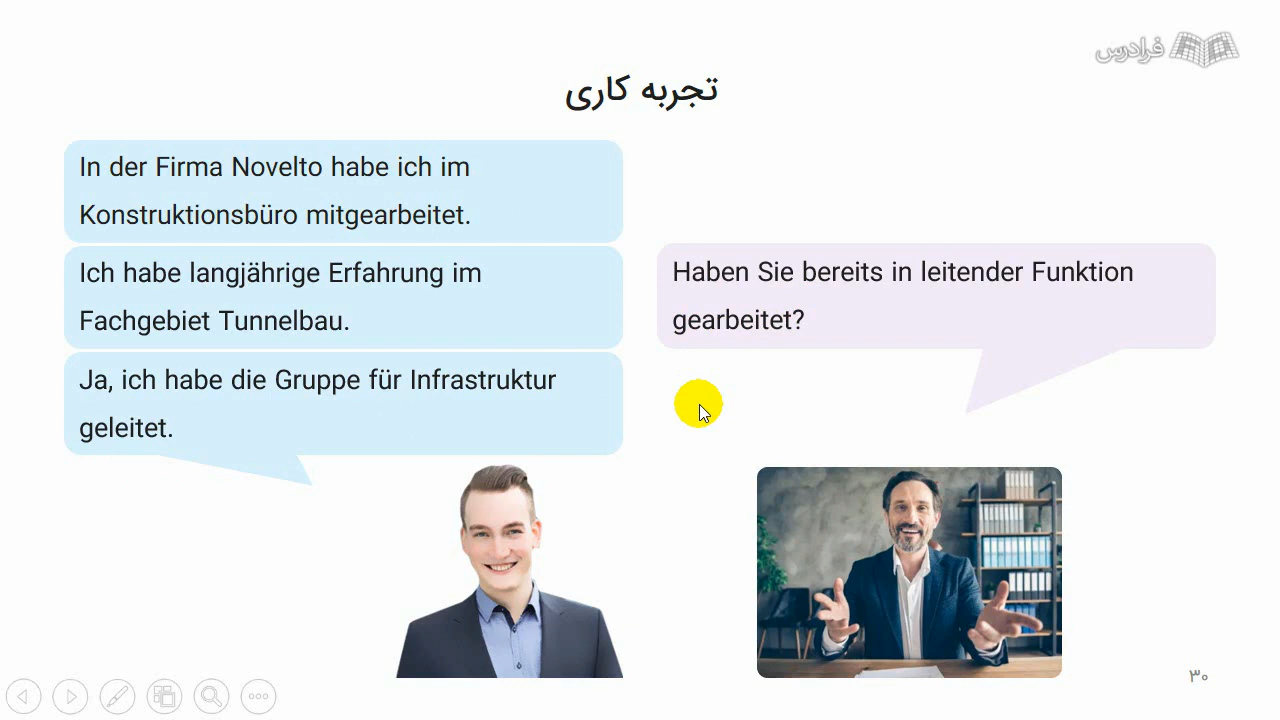 فرادرس
تجربه کاری
In der Firma Novelto habe ich im
Konstruktionsbüro mitgearbeitet.
Ich habe langjährige Erfahrung im
Fachgebiet Tunnelbau.
Ja, ich habe die Gruppe für Infrastruktur
geleitet.
Haben Sie bereits in leitender Funktion
gearbeitet?
۳۰